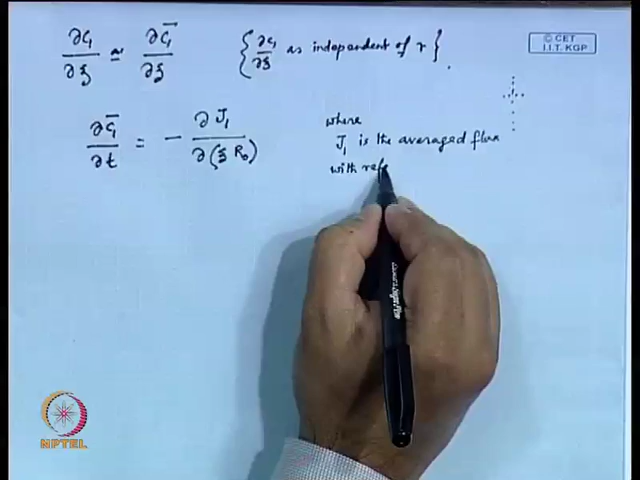 ∂c₁/∂ξ ≃ ∂c̄₁/∂ξ { ∂c₁/∂ξ as independent of r }.
© CET
I.I.T. KGP
∂c̄₁/∂t = − ∂J₁/∂(ξ R₀)
where
J₁ is the averaged flux
with refe
NPTEL